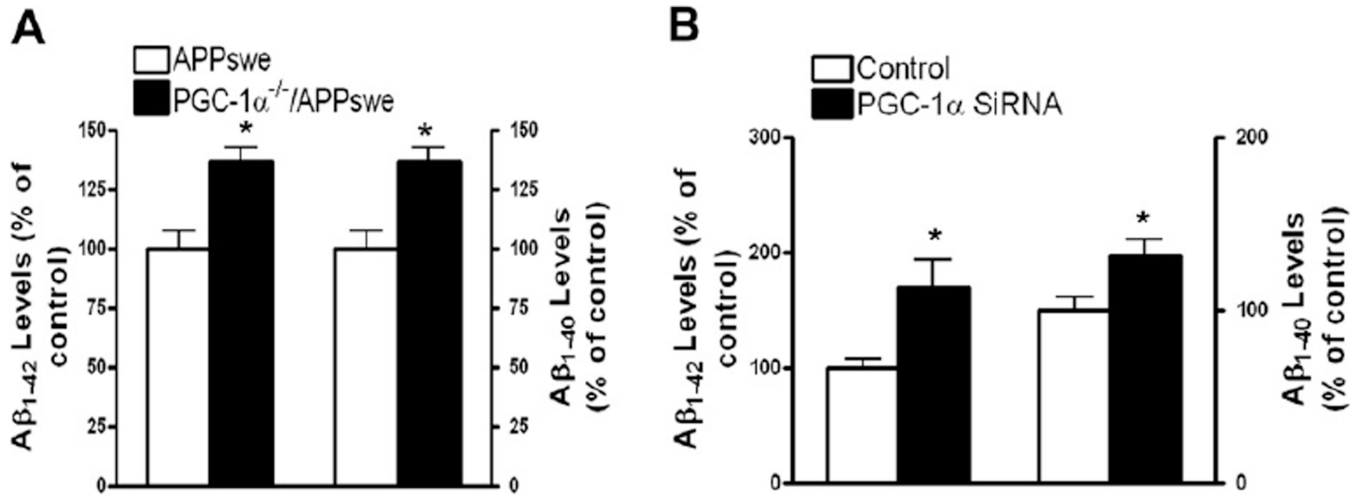 A
APPswe
PGC-1α-/-/APPswe
150
125
100
75
50
25
0
Aβ1-42 Levels (% of
control)
*
*
150
125
100
75
50
25
0
Aβ1-40 Levels
(% of control)
B
Control
PGC-1α SiRNA
300
200
100
0
Aβ1-42 Levels (% of
control)
*
*
200
100
0
Aβ1-40 Levels
(% of control)